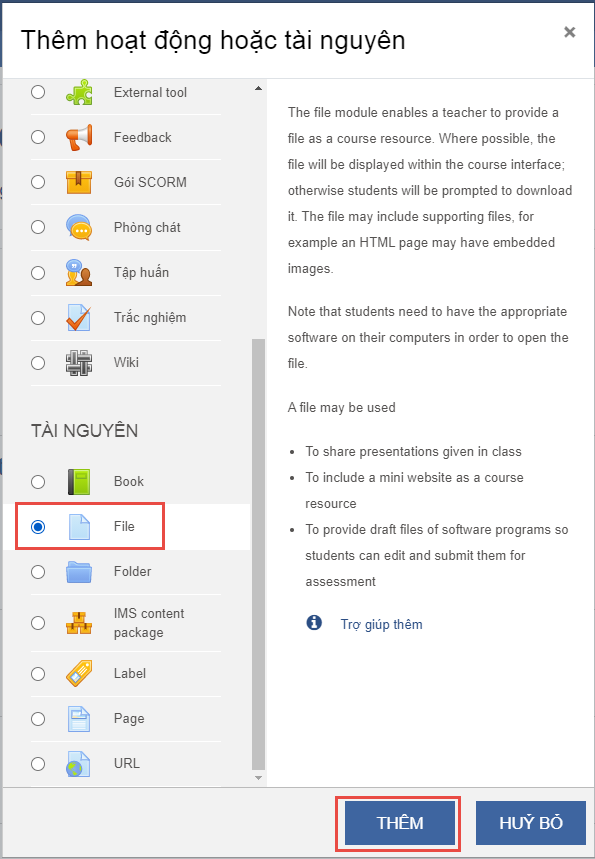 Thêm hoạt động hoặc tài nguyên
×
External tool
Feedback
Gói SCORM
Phòng chát
Tập huấn
Trắc nghiệm
Wiki
TÀI NGUYÊN
Book
File
Folder
IMS content
package
Label
Page
URL
The file module enables a teacher to provide a
file as a course resource. Where possible, the
file will be displayed within the course interface;
otherwise students will be prompted to download
it. The file may include supporting files, for
example an HTML page may have embedded
images.
Note that students need to have the appropriate
software on their computers in order to open the
file.
A file may be used
• To share presentations given in class
• To include a mini website as a course
resource
• To provide draft files of software programs so
students can edit and submit them for
assessment
Trợ giúp thêm
THÊM
HUỶ BỎ